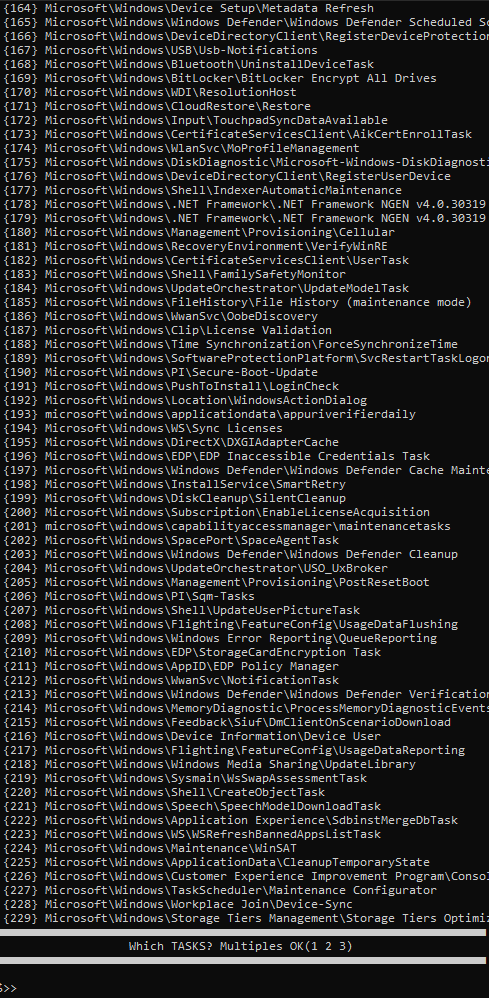 {164} Microsoft\Windows\Device Setup\Metadata Refresh
{165} Microsoft\Windows\Windows Defender\Windows Defender Scheduled Sc
{166} Microsoft\Windows\DeviceDirectoryClient\RegisterDeviceProtection
{167} Microsoft\Windows\USB\Usb-Notifications
{168} Microsoft\Windows\Bluetooth\UninstallDeviceTask
{169} Microsoft\Windows\BitLocker\BitLocker Encrypt All Drives
{170} Microsoft\Windows\WDI\ResolutionHost
{171} Microsoft\Windows\CloudRestore\Restore
{172} Microsoft\Windows\Input\TouchpadSyncDataAvailable
{173} Microsoft\Windows\CertificateServicesClient\AikCertEnrollTask
{174} Microsoft\Windows\WlanSvc\MoProfileManagement
{175} Microsoft\Windows\DiskDiagnostic\Microsoft-Windows-DiskDiagnosti
{176} Microsoft\Windows\DeviceDirectoryClient\RegisterUserDevice
{177} Microsoft\Windows\Shell\IndexerAutomaticMaintenance
{178} Microsoft\Windows\.NET Framework\.NET Framework NGEN v4.0.30319
{179} Microsoft\Windows\.NET Framework\.NET Framework NGEN v4.0.30319
{180} Microsoft\Windows\Management\Provisioning\Cellular
{181} Microsoft\Windows\RecoveryEnvironment\VerifyWinRE
{182} Microsoft\Windows\CertificateServicesClient\UserTask
{183} Microsoft\Windows\Shell\FamilySafetyMonitor
{184} Microsoft\Windows\UpdateOrchestrator\UpdateModelTask
{185} Microsoft\Windows\FileHistory\File History (maintenance mode)
{186} Microsoft\Windows\WwanSvc\OobeDiscovery
{187} Microsoft\Windows\Clip\License Validation
{188} Microsoft\Windows\Time Synchronization\ForceSynchronizeTime
{189} Microsoft\Windows\SoftwareProtectionPlatform\SvcRestartTaskLogon
{190} Microsoft\Windows\PI\Secure-Boot-Update
{191} Microsoft\Windows\PushToInstall\LoginCheck
{192} Microsoft\Windows\Location\WindowsActionDialog
{193} microsoft\windows\applicationdata\appuriverifierdaily
{194} Microsoft\Windows\WS\Sync Licenses
{195} Microsoft\Windows\DirectX\DXGIAdapterCache
{196} Microsoft\Windows\EDP\EDP Inaccessible Credentials Task
{197} Microsoft\Windows\Windows Defender\Windows Defender Cache Mainte
{198} Microsoft\Windows\InstallService\SmartRetry
{199} Microsoft\Windows\DiskCleanup\SilentCleanup
{200} Microsoft\Windows\Subscription\EnableLicenseAcquisition
{201} microsoft\windows\capabilityaccessmanager\maintenancetasks
{202} Microsoft\Windows\SpacePort\SpaceAgentTask
{203} Microsoft\Windows\Windows Defender\Windows Defender Cleanup
{204} Microsoft\Windows\UpdateOrchestrator\USO_UxBroker
{205} Microsoft\Windows\Management\Provisioning\PostResetBoot
{206} Microsoft\Windows\PI\Sqm-Tasks
{207} Microsoft\Windows\Shell\UpdateUserPictureTask
{208} Microsoft\Windows\Flighting\FeatureConfig\UsageDataFlushing
{209} Microsoft\Windows\Windows Error Reporting\QueueReporting
{210} Microsoft\Windows\EDP\StorageCardEncryption Task
{211} Microsoft\Windows\AppID\EDP Policy Manager
{212} Microsoft\Windows\WwanSvc\NotificationTask
{213} Microsoft\Windows\Windows Defender\Windows Defender Verification
{214} Microsoft\Windows\MemoryDiagnostic\ProcessMemoryDiagnosticEvents
{215} Microsoft\Windows\Feedback\Siuf\DmClientOnScenarioDownload
{216} Microsoft\Windows\Device Information\Device User
{217} Microsoft\Windows\Flighting\FeatureConfig\UsageDataReporting
{218} Microsoft\Windows\Windows Media Sharing\UpdateLibrary
{219} Microsoft\Windows\Sysmain\WsSwapAssessmentTask
{220} Microsoft\Windows\Shell\CreateObjectTask
{221} Microsoft\Windows\Speech\SpeechModelDownloadTask
{222} Microsoft\Windows\Application Experience\SdbinstMergeDbTask
{223} Microsoft\Windows\WS\WSRefreshBannedAppsListTask
{224} Microsoft\Windows\Maintenance\WinSAT
{225} Microsoft\Windows\ApplicationData\CleanupTemporaryState
{226} Microsoft\Windows\Customer Experience Improvement Program\Consol
{227} Microsoft\Windows\TaskScheduler\Maintenance Configurator
{228} Microsoft\Windows\Workplace Join\Device-Sync
{229} Microsoft\Windows\Storage Tiers Management\Storage Tiers Optimiz
Which TASKS? Multiples OK(1 2 3)
$>>